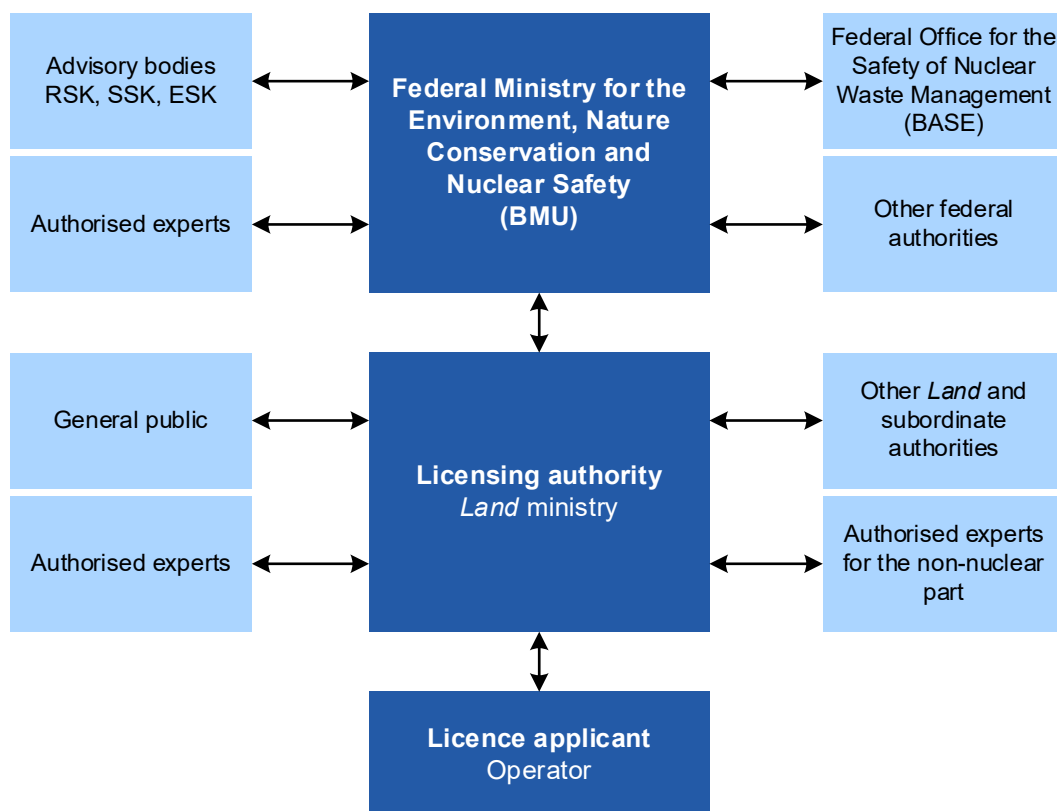 Advisory bodies
RSK, SSK, ESK
Federal Ministry for the
Environment, Nature
Conservation and
Nuclear Safety
(BMU)
Federal Office for the
Safety of Nuclear
Waste Management
(BASE)
Authorised experts
Other federal
authorities
General public
Licensing authority
Land ministry
Other Land and
subordinate
authorities
Authorised experts
Authorised experts
for the non-nuclear
part
Licence applicant
Operator